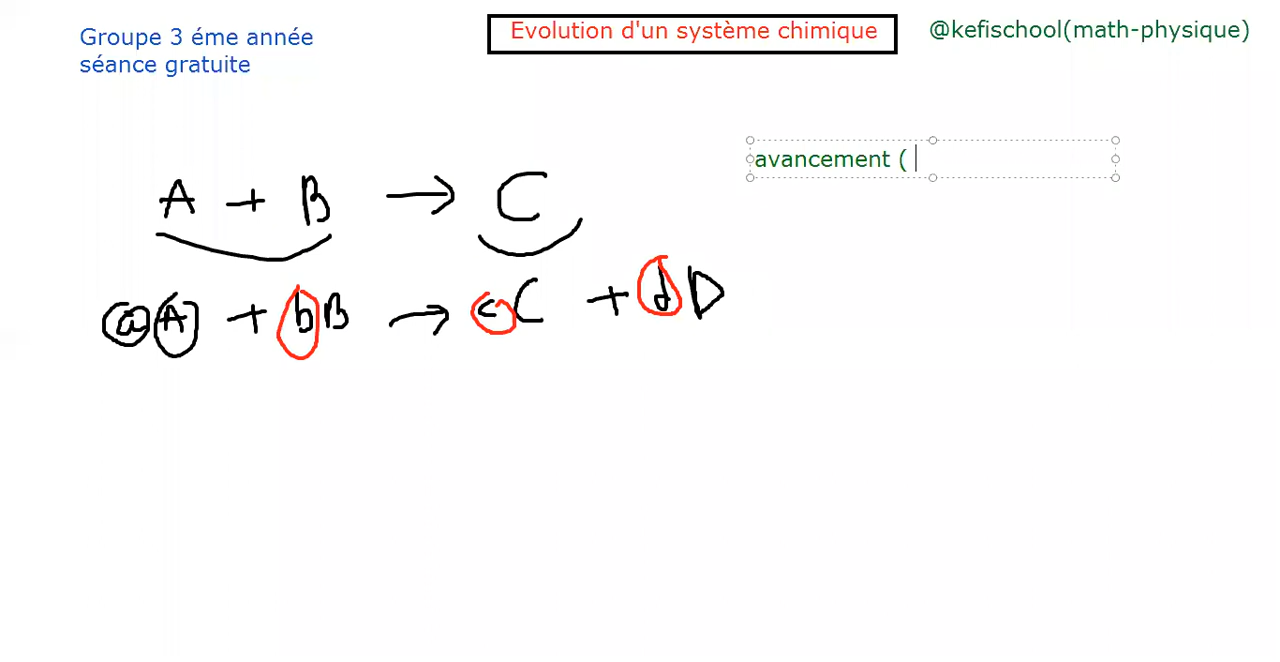 Groupe 3 éme année
séance gratuite
Evolution d'un système chimique
@kefischool(math-physique)
avancement (
A + B → C
aA + bB → cC + dD